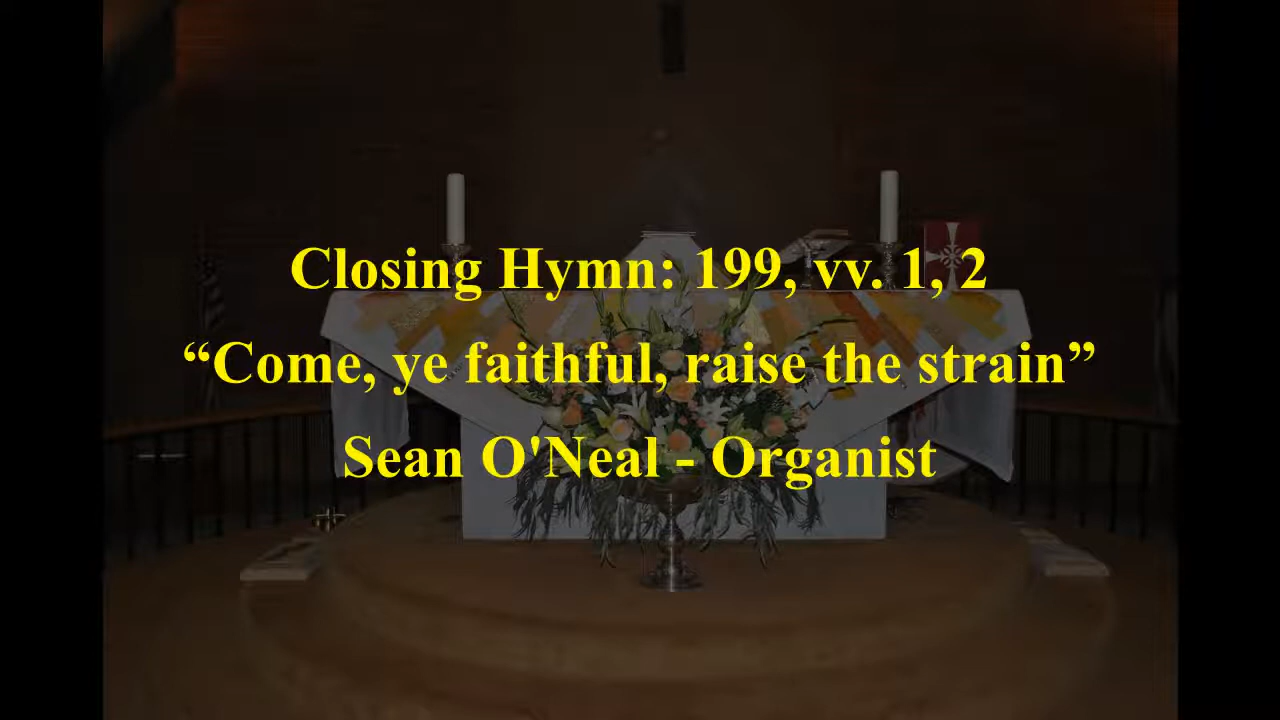 Closing Hymn: 199, vv. 1, 2
“Come, ye faithful, raise the strain”
Sean O'Neal - Organist